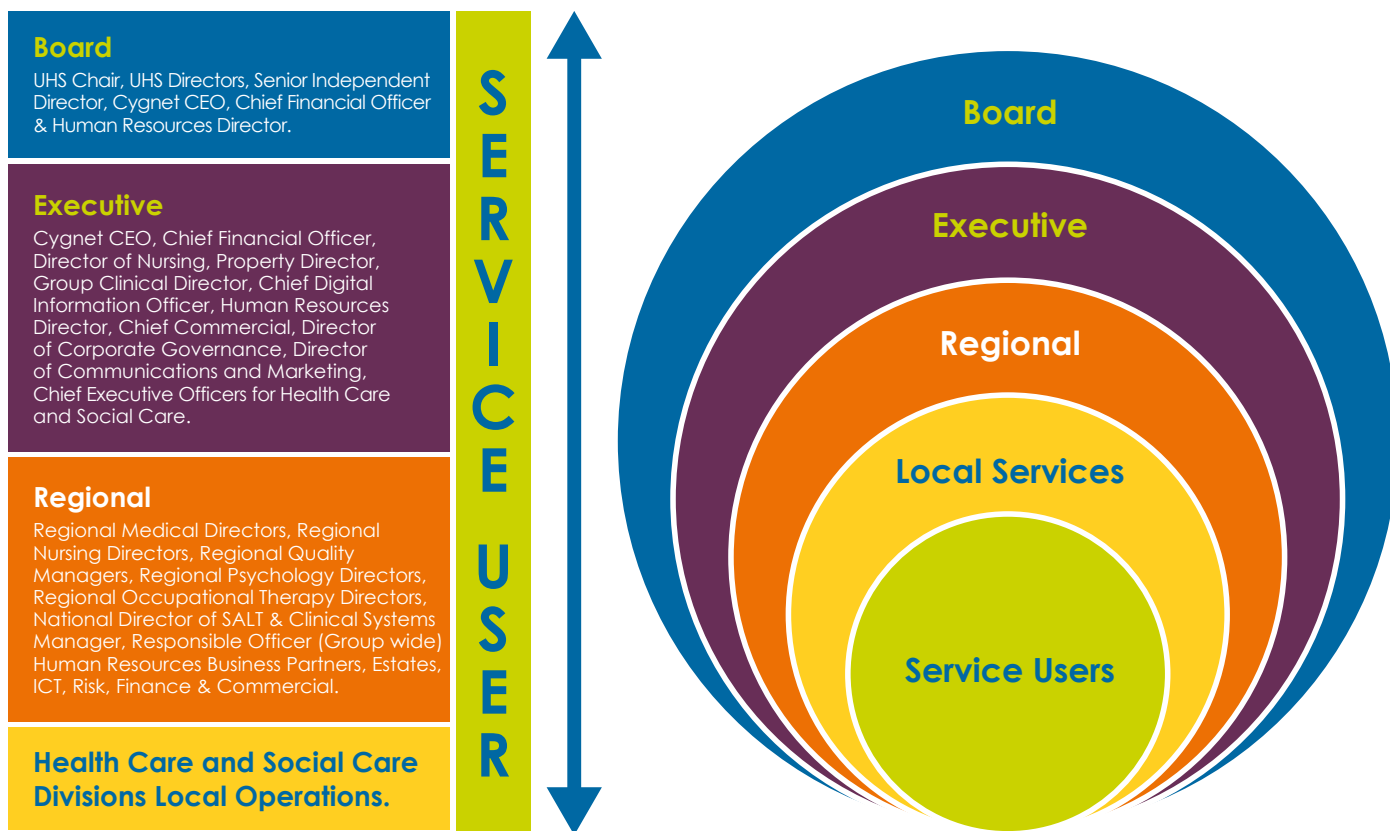 Board
UHS Chair, UHS Directors, Senior Independent
Director, Cygnet CEO, Chief Financial Officer
& Human Resources Director.
Executive
Cygnet CEO, Chief Financial Officer,
Director of Nursing, Property Director,
Group Clinical Director, Chief Digital
Information Officer, Human Resources
Director, Chief Commercial, Director
of Corporate Governance, Director
of Communications and Marketing,
Chief Executive Officers for Health Care
and Social Care.
Regional
Regional Medical Directors, Regional
Nursing Directors, Regional Quality
Managers, Regional Psychology Directors,
Regional Occupational Therapy Directors,
National Director of SALT & Clinical Systems
Manager, Responsible Officer (Group wide)
Human Resources Business Partners, Estates,
ICT, Risk, Finance & Commercial.
Health Care and Social Care
Divisions Local Operations.
SERVICE USER
Board
Executive
Regional
Local Services
Service Users